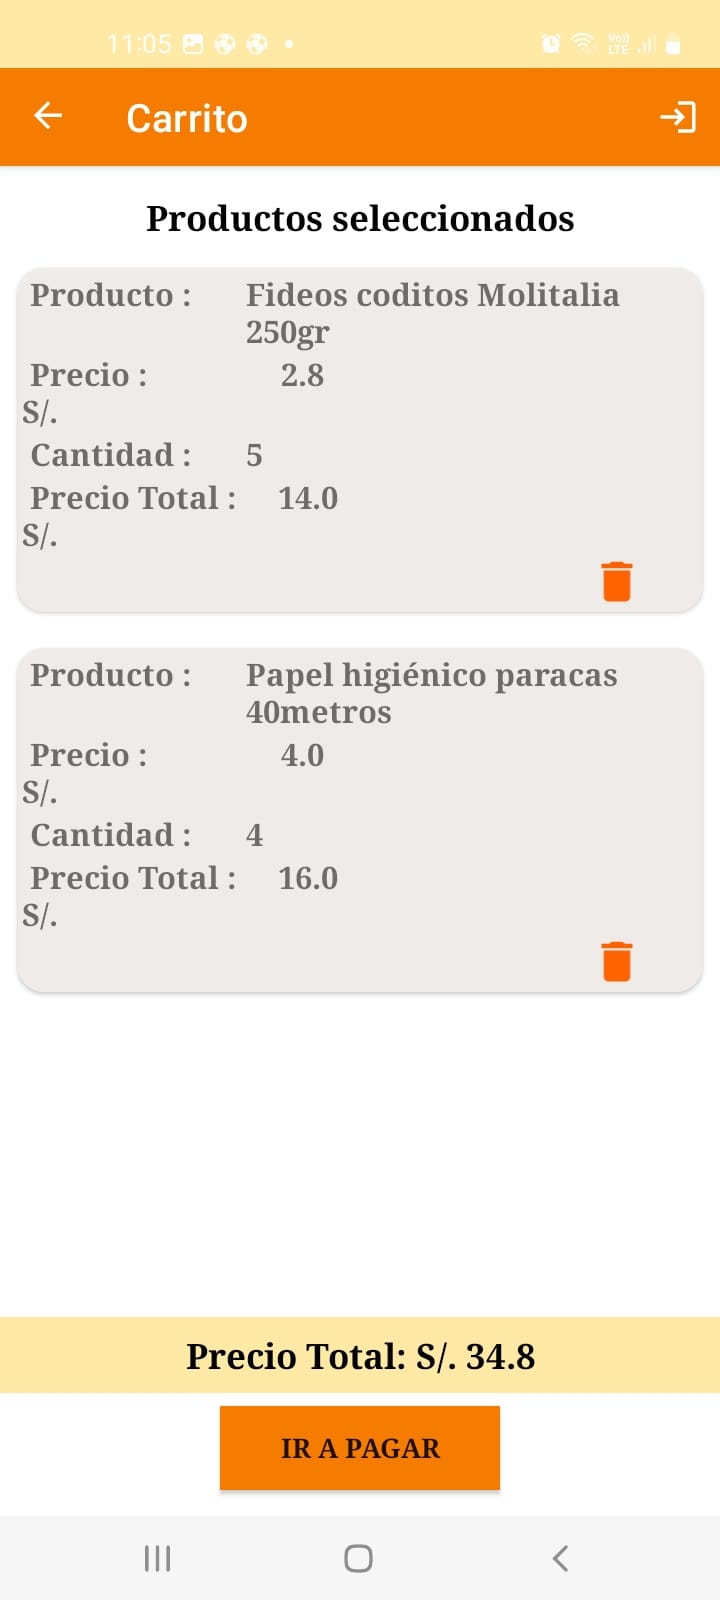 11:05
Vo))
LTE
Carrito
Productos seleccionados
Producto : Fideos coditos Molitalia
250gr
Precio : 2.8
S/.
Cantidad : 5
Precio Total : 14.0
S/.
Producto : Papel higiénico paracas
40metros
Precio : 4.0
S/.
Cantidad : 4
Precio Total : 16.0
S/.
Precio Total: S/. 34.8
IR A PAGAR